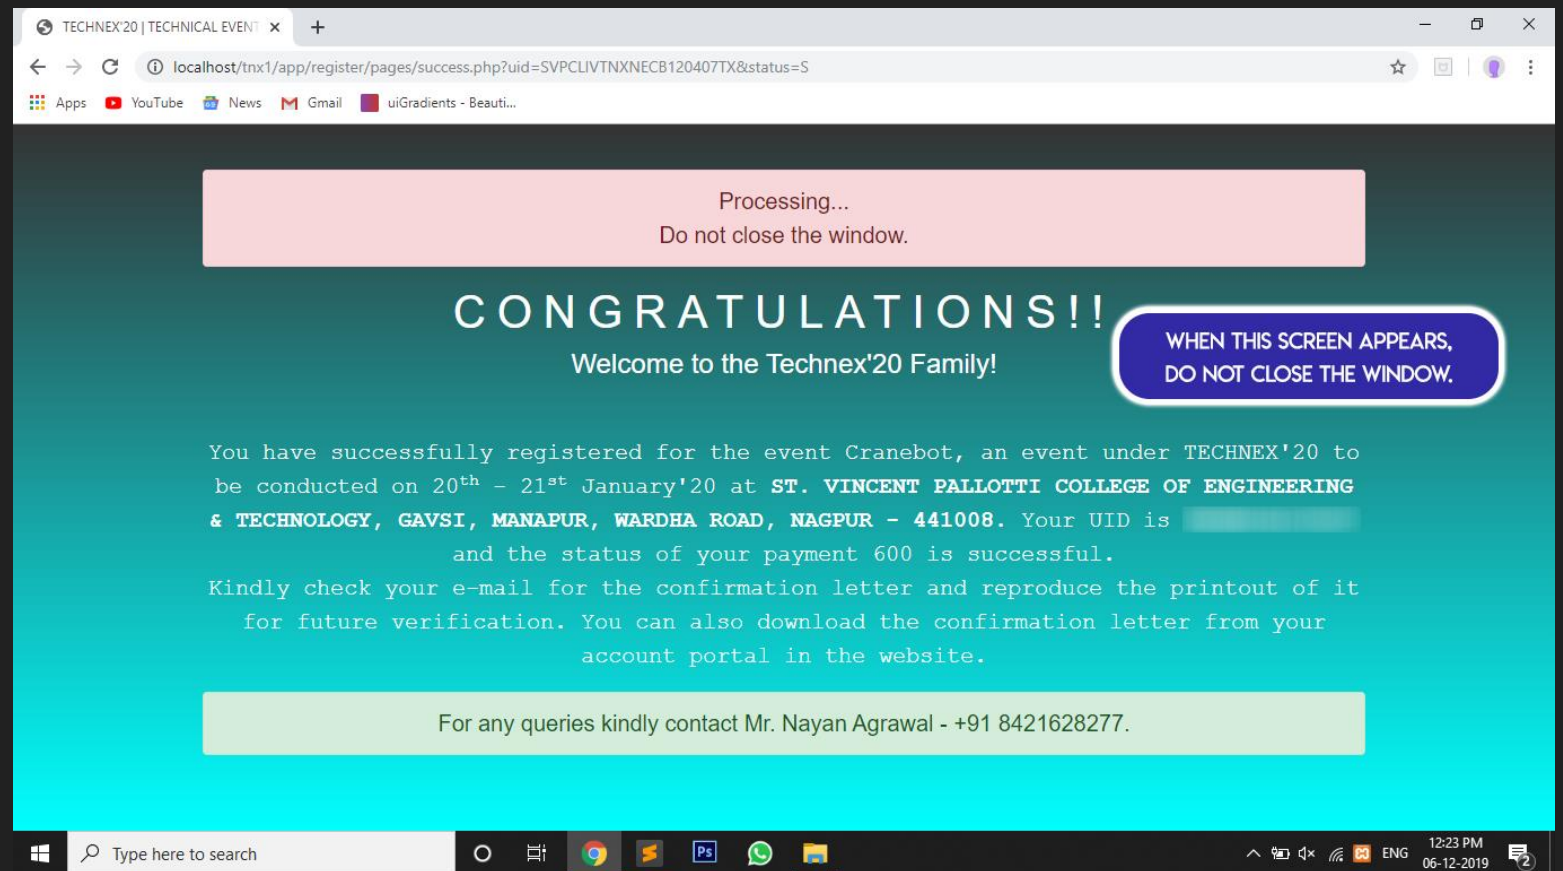 TECHNEX'20 | TECHNICAL EVENT
localhost/tnx1/app/register/pages/success.php?uid=SVPCLIVTNXNECB120407TX&status=S
Apps YouTube News Gmail uiGradients - Beauti...
Processing...
Do not close the window.
CONGRATULATIONS!!
Welcome to the Technex'20 Family!
WHEN THIS SCREEN APPEARS,
DO NOT CLOSE THE WINDOW.
You have successfully registered for the event Cranebot, an event under TECHNEX'20 to
be conducted on 20th - 21st January'20 at ST. VINCENT PALLOTTI COLLEGE OF ENGINEERING
& TECHNOLOGY, GAVSI, MANAPUR, WARDHA ROAD, NAGPUR - 441008. Your UID is
and the status of your payment 600 is successful.
Kindly check your e-mail for the confirmation letter and reproduce the printout of it
for future verification. You can also download the confirmation letter from your
account portal in the website.
For any queries kindly contact Mr. Nayan Agrawal - +91 8421628277.
Type here to search
Ps
ENG
12:23 PM
06-12-2019
2